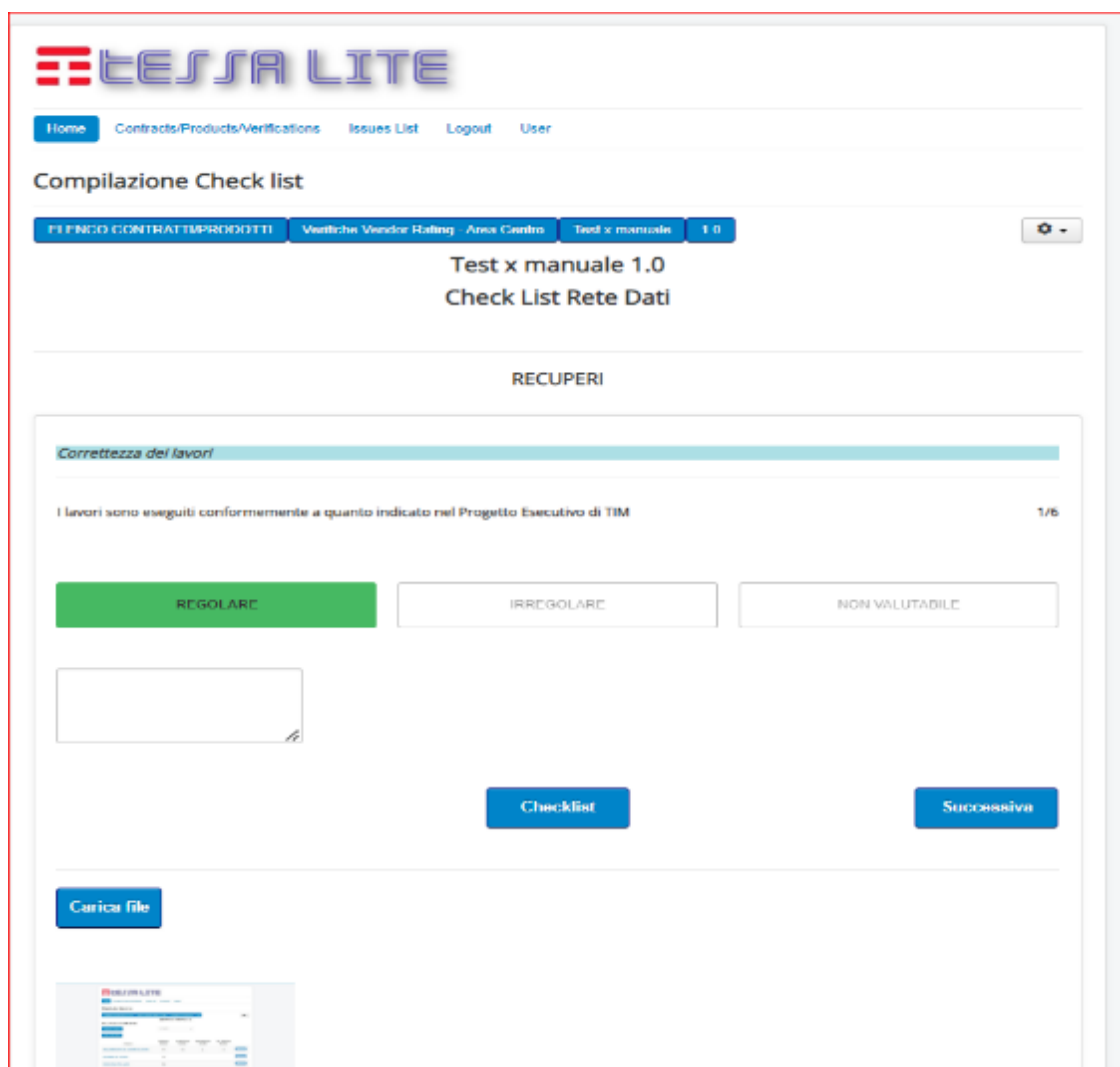 TESSA LITE
Home Contracts/Products/Verifications Issues List Logout User
Compilazione Check list
ELENCO CONTRATTI/PRODOTTI Verifiche Vendor Rating - Area Centro Test x manuale 1.0
Test x manuale 1.0
Check List Rete Dati
RECUPERI
Correttezza dei lavori
I lavori sono eseguiti conformemente a quanto indicato nel Progetto Esecutivo di TIM 1/6
REGOLARE IRREGOLARE NON VALUTABILE
Checklist Successiva
Carica file
TESSA LITE